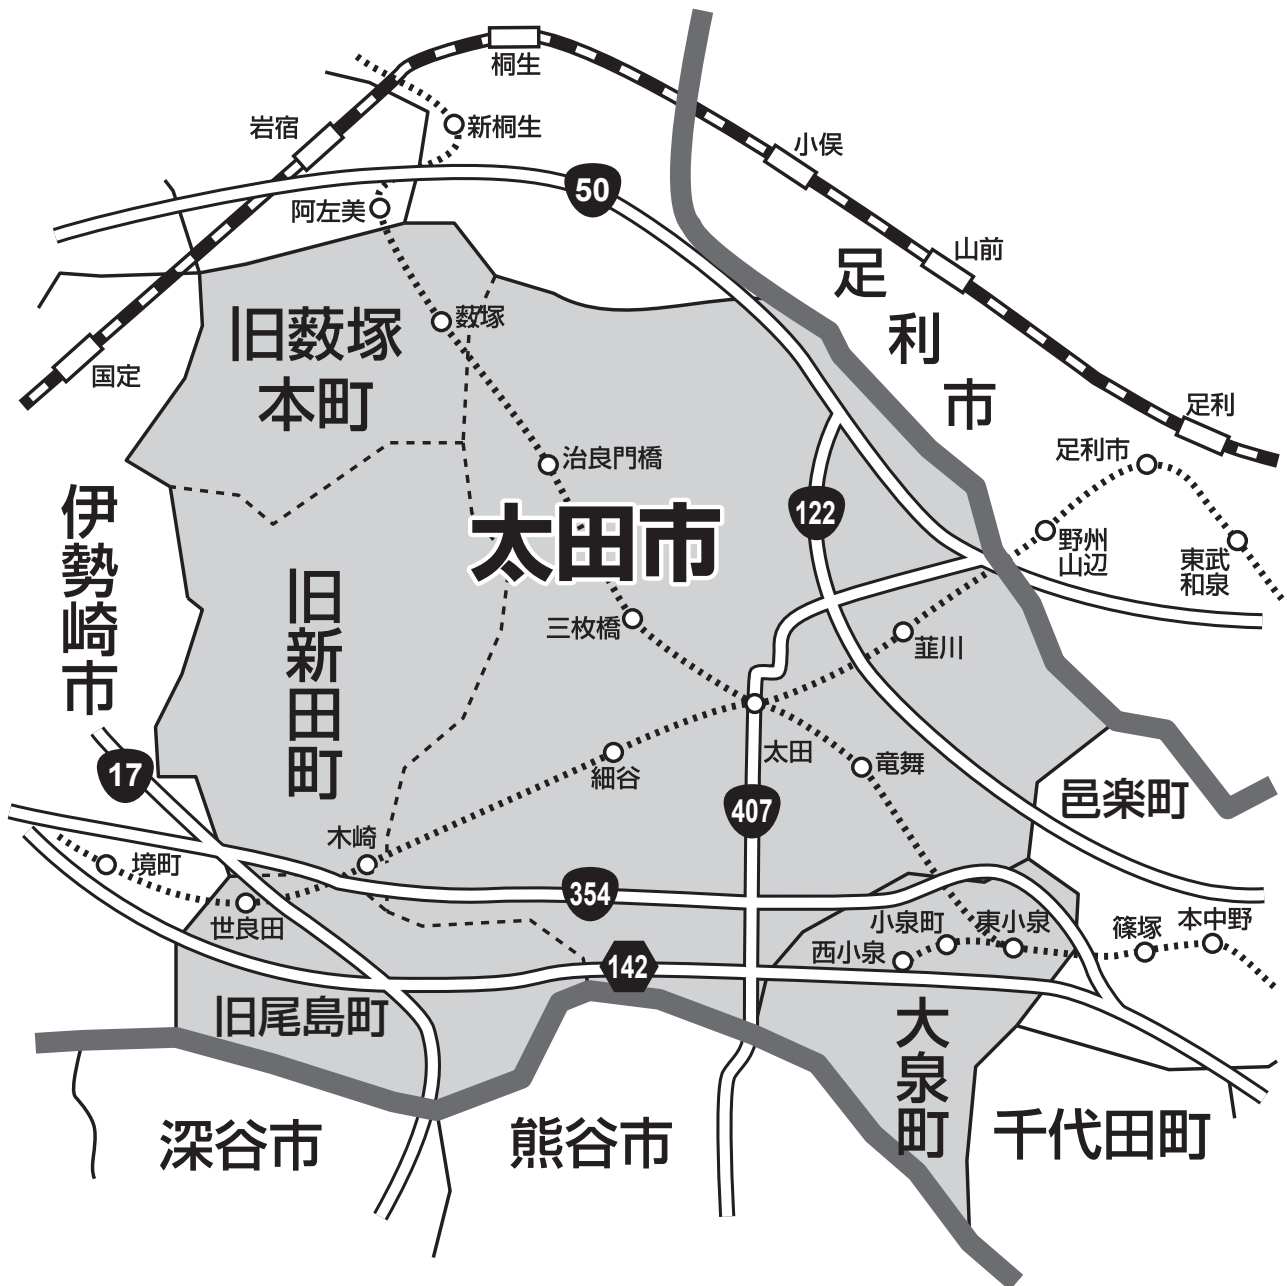 桐生
岩宿
新桐生
小俣
50
阿左美
山前
足利市
旧薮塚
本町
薮塚
国定
足利
足利市
治良門橋
伊勢崎市
太田市
122
野州
山辺
東武
和泉
旧新田町
三枚橋
韮川
17
太田
竜舞
細谷
邑楽町
407
木崎
境町
354
世良田
小泉町
東小泉
篠塚
本中野
西小泉
142
旧尾島町
大泉町
深谷市
熊谷市
千代田町